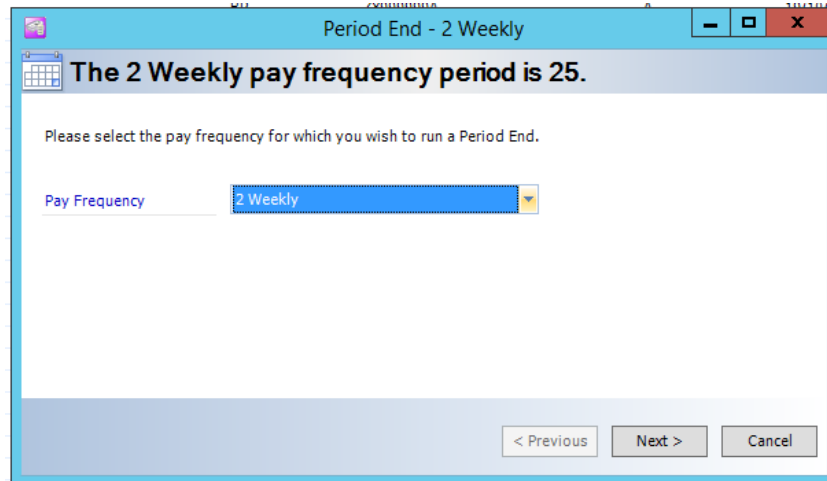 Period End - 2 Weekly
The 2 Weekly pay frequency period is 25.
Please select the pay frequency for which you wish to run a Period End.
Pay Frequency 2 Weekly
< Previous Next > Cancel